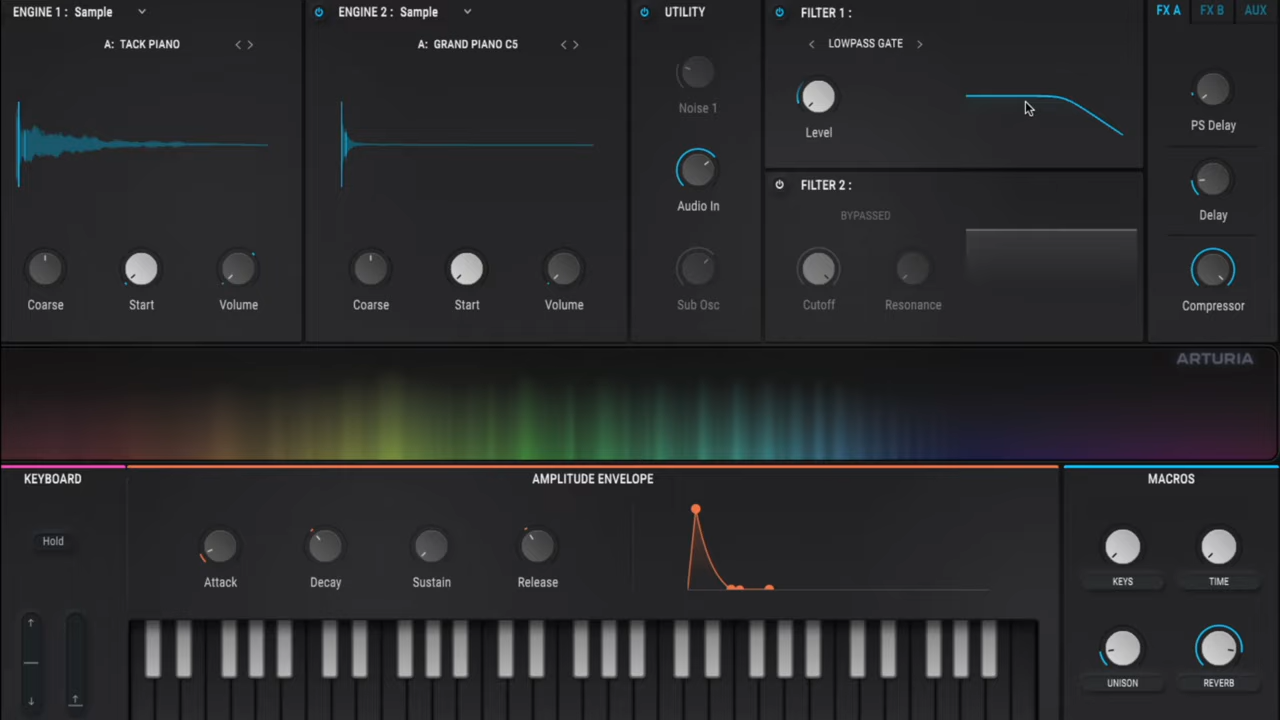 ENGINE 1: Sample
A: TACK PIANO
Coarse
Start
Volume
ENGINE 2: Sample
A: GRAND PIANO C5
Coarse
Start
Volume
UTILITY
Noise 1
Audio In
Sub Osc
FILTER 1 :
LOWPASS GATE
Level
FILTER 2 :
BYPASSED
Cutoff
Resonance
FX A
FX B
AUX
PS Delay
Delay
Compressor
ARTURIA
KEYBOARD
Hold
AMPLITUDE ENVELOPE
Attack
Decay
Sustain
Release
MACROS
KEYS
TIME
UNISON
REVERB